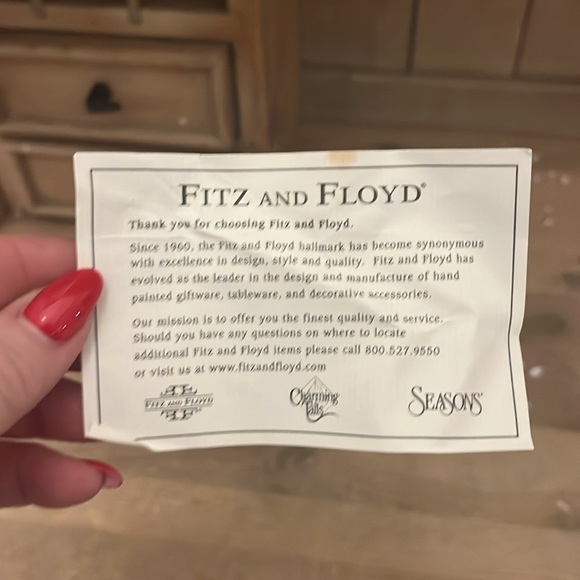 FITZ AND FLOYD®
Thank you for choosing Fitz and Floyd.
Since 1960, the Fitz and Floyd hallmark has become synonymous
with excellence in design, style and quality. Fitz and Floyd has
evolved as the leader in the design and manufacture of hand
painted giftware, tableware, and decorative accessories.
Our mission is to offer you the finest quality and service.
Should you have any questions on where to locate
additional Fitz and Floyd items please call 800.527.9550
or visit us at www.fitzandfloyd.com
FITZ AND FLOYD
Charming
Tails
SEASONS